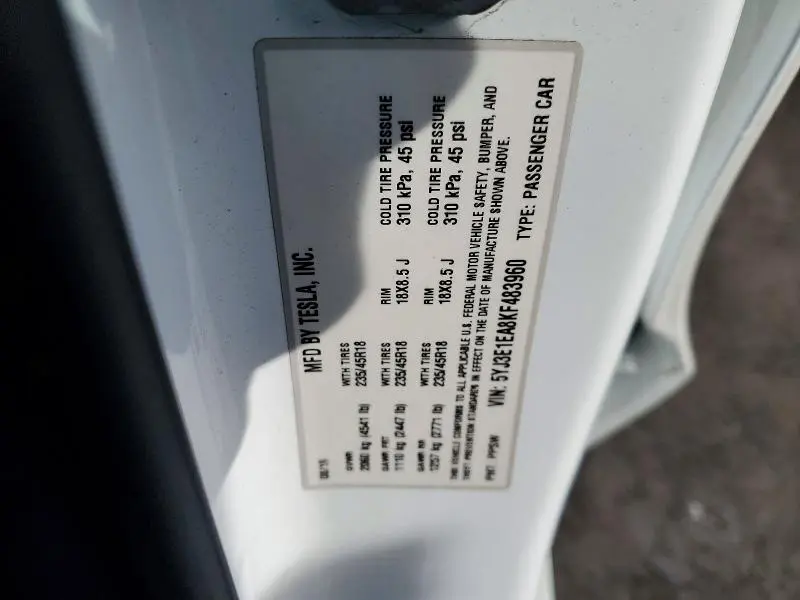 MFD BY TESLA, INC.
GVWR WITH TIRES RIM COLD TIRE PRESSURE
2060 kg (4541 lb) 235/45R18 18X8.5 J 310 kPa, 45 psi
GAWR FRT WITH TIRES RIM COLD TIRE PRESSURE
1110 kg (2447 lb) 235/45R18 18X8.5 J 310 kPa, 45 psi
GAWR RR
1257 kg (2771 lb)
THIS VEHICLE CONFORMS TO ALL APPLICABLE U.S. FEDERAL MOTOR VEHICLE SAFETY, BUMPER, AND
THEFT PREVENTION STANDARDS IN EFFECT ON THE DATE OF MANUFACTURE SHOWN ABOVE.
VIN: 5YJ3E1EA8KF483960 TYPE: PASSENGER CAR
PNT PPSW